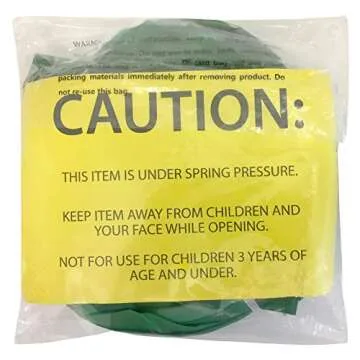 WARN
packing materials immediately after removing product. Do
not re-use this bag.
CAUTION:
THIS ITEM IS UNDER SPRING PRESSURE.
KEEP ITEM AWAY FROM CHILDREN AND
YOUR FACE WHILE OPENING.
NOT FOR USE FOR CHILDREN 3 YEARS OF
AGE AND UNDER.